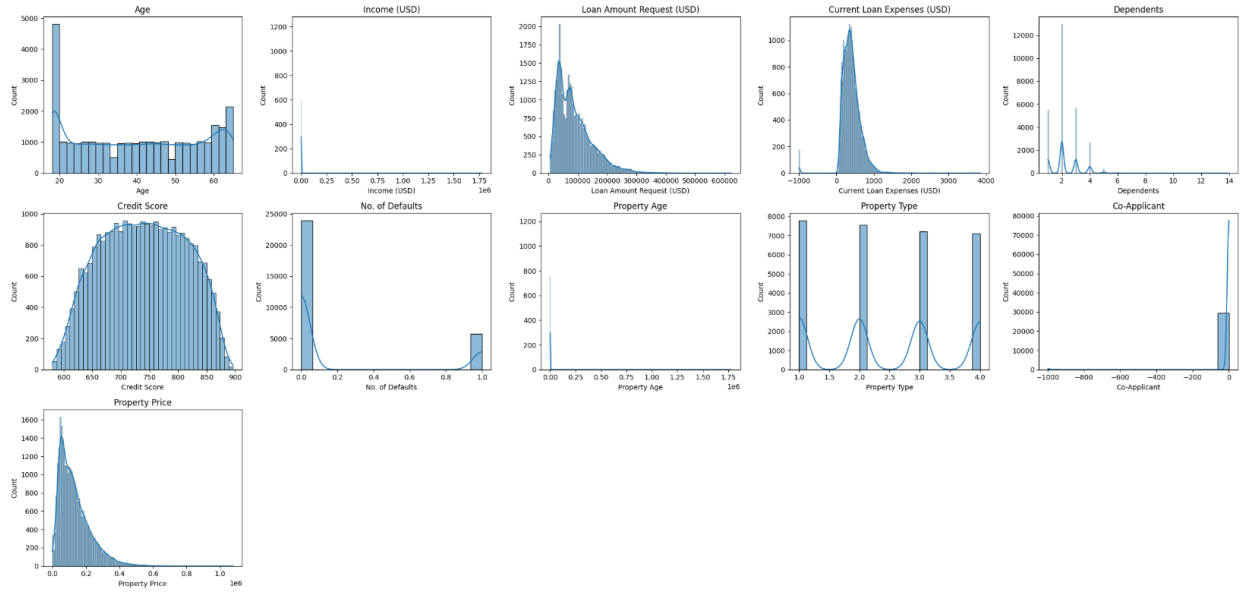 Age
Income (USD)
Loan Amount Request (USD)
Current Loan Expenses (USD)
Dependents
5000
4000
3000
2000
1000
0
Count
20 30 40 50 60
Age
1200
1000
800
600
400
200
0
Count
0.00 0.25 0.50 0.75 1.00 1.25 1.50 1.75
1e6
Income (USD)
2000
1750
1500
1250
1000
750
500
250
0
Count
0 100000 200000 300000 400000 500000 600000
Loan Amount Request (USD)
1000
800
600
400
200
0
Count
-1000 0 1000 2000 3000 4000
Current Loan Expenses (USD)
12000
10000
8000
6000
4000
2000
0
Count
2 4 6 8 10 12 14
Dependents
Credit Score
No. of Defaults
Property Age
Property Type
Co-Applicant
1000
800
600
400
200
0
Count
600 650 700 750 800 850 900
Credit Score
25000
20000
15000
10000
5000
0
Count
0.0 0.2 0.4 0.6 0.8 1.0
No. of Defaults
1200
1000
800
600
400
200
0
Count
0.00 0.25 0.50 0.75 1.00 1.25 1.50 1.75
1e6
Property Age
8000
7000
6000
5000
4000
3000
2000
1000
0
Count
1.0 1.5 2.0 2.5 3.0 3.5 4.0
Property Type
80000
70000
60000
50000
40000
30000
20000
10000
0
Count
-1000 -800 -600 -400 -200 0
Co-Applicant
Property Price
1600
1400
1200
1000
800
600
400
200
0
Count
0.0 0.2 0.4 0.6 0.8 1.0
1e6
Property Price